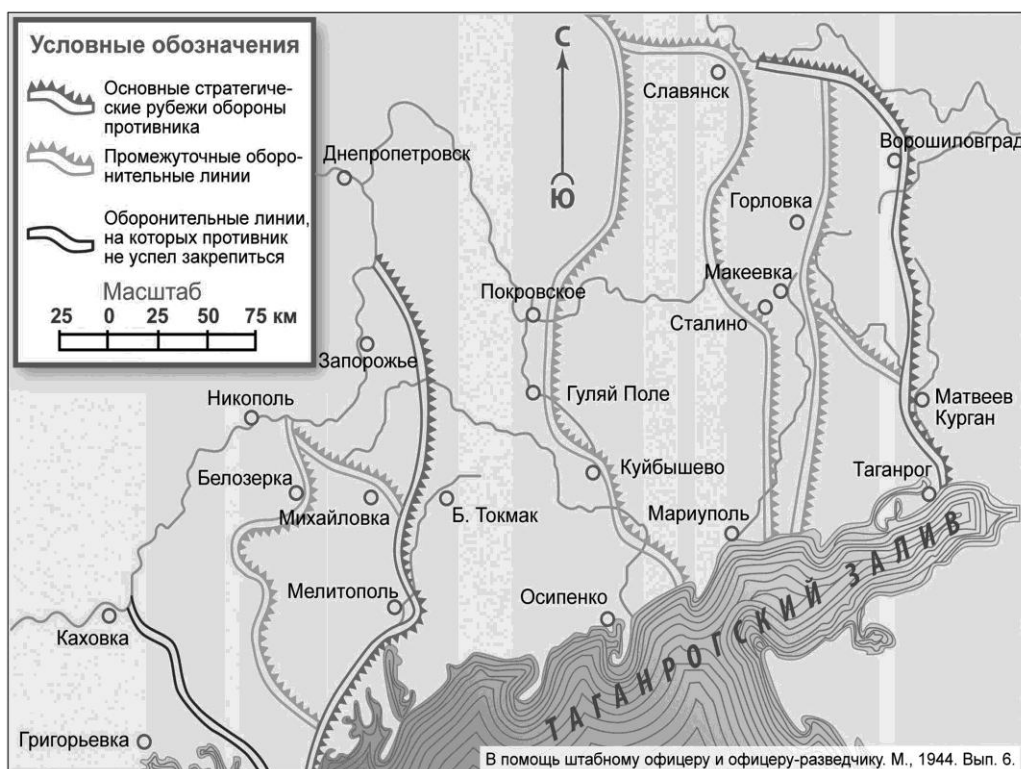 Условные обозначения
Основные стратегиче-
ские рубежи обороны
противника
Промежуточные оборо-
нительные линии
Оборонительные линии,
на которых противник
не успел закрепиться
Масштаб
25 0 25 50 75 км
С
Ю
Славянск
Ворошиловград
Днепропетровск
Горловка
Макеевка
Покровское
Сталино
Запорожье
Гуляй Поле
Матвеев
Курган
Никополь
Куйбышево
Белозерка
Таганрог
Михайловка
Б. Токмак
Мариуполь
Мелитополь
Осипенко
Каховка
ТАГАНРОГСКИЙ ЗАЛИВ
Григорьевка
В помощь штабному офицеру и офицеру-разведчику. М., 1944. Вып. 6.